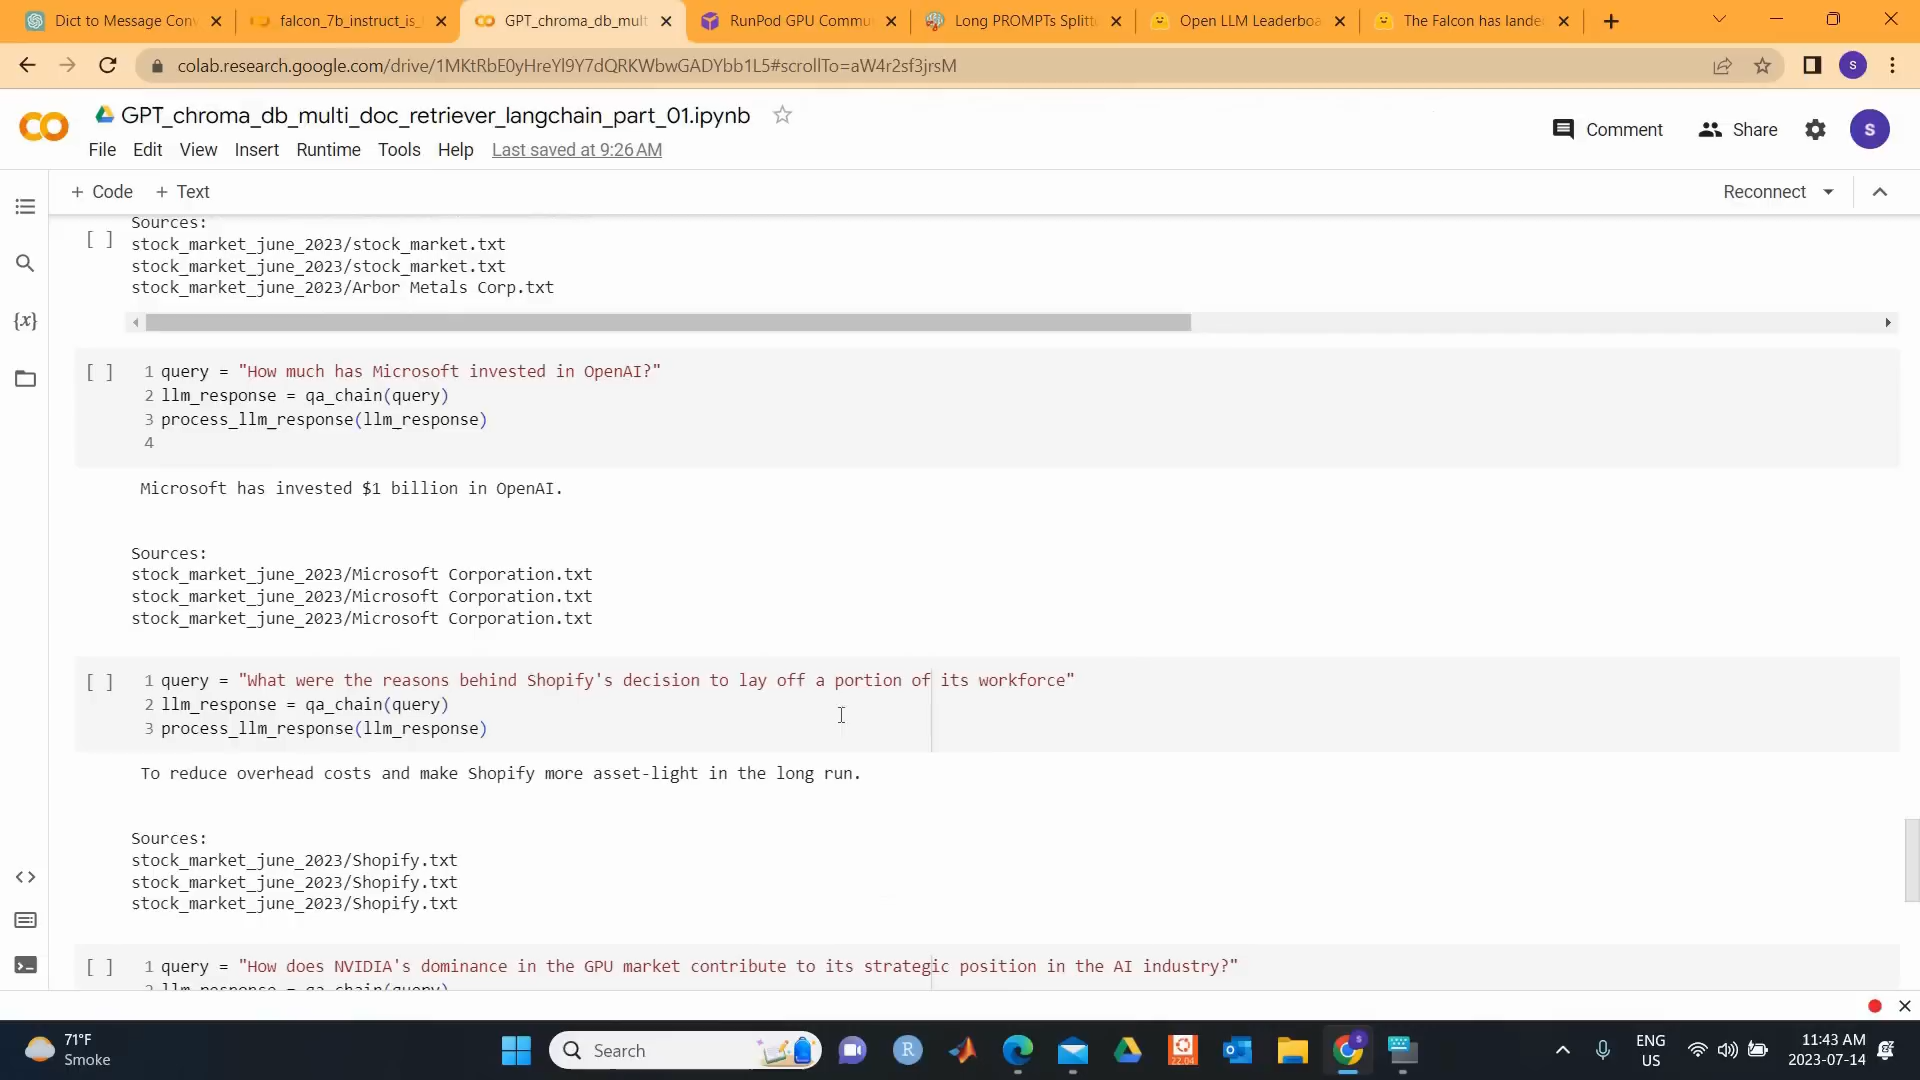 Dict to Message Con
falcon_7b_instruct_is_
GPT_chroma_db_mult
RunPod GPU Commu
Long PROMPTs Splitt
Open LLM Leaderboa
The Falcon has lande
colab.research.google.com/drive/1MKtRbE0yHreYl9Y7dQRKWbwGADYbb1L5#scrollTo=aW4r2sf3jrsM
S
GPT_chroma_db_multi_doc_retriever_langchain_part_01.ipynb
Comment
Share
S
File Edit View Insert Runtime Tools Help Last saved at 9:26 AM
+ Code + Text
Reconnect
Sources:
[ ]
stock_market_june_2023/stock_market.txt
stock_market_june_2023/stock_market.txt
stock_market_june_2023/Arbor Metals Corp.txt
{x}
[ ] 1 query = "How much has Microsoft invested in OpenAI?"
2 llm_response = qa_chain(query)
3 process_llm_response(llm_response)
4
Microsoft has invested $1 billion in OpenAI.
Sources:
stock_market_june_2023/Microsoft Corporation.txt
stock_market_june_2023/Microsoft Corporation.txt
stock_market_june_2023/Microsoft Corporation.txt
[ ] 1 query = "What were the reasons behind Shopify's decision to lay off a portion of its workforce"
2 llm_response = qa_chain(query)
3 process_llm_response(llm_response)
To reduce overhead costs and make Shopify more asset-light in the long run.
Sources:
stock_market_june_2023/Shopify.txt
stock_market_june_2023/Shopify.txt
stock_market_june_2023/Shopify.txt
[ ] 1 query = "How does NVIDIA's dominance in the GPU market contribute to its strategic position in the AI industry?"
2 llm_response = qa_chain(query)
71°F
Smoke
Search
R
22.04
ENG
US
11:43 AM
2023-07-14